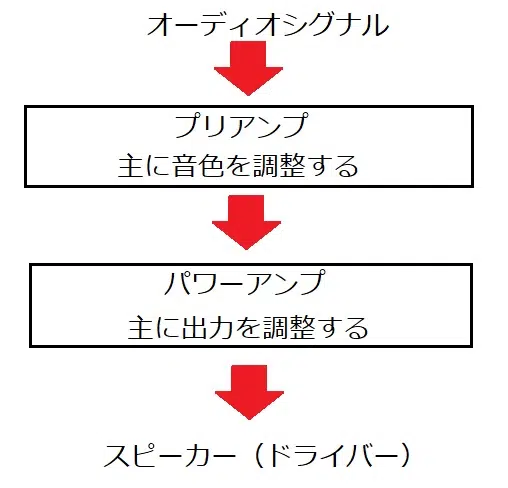 オーディオシグナル
プリアンプ
主に音色を調整する
パワーアンプ
主に出力を調整する
スピーカー（ドライバー）